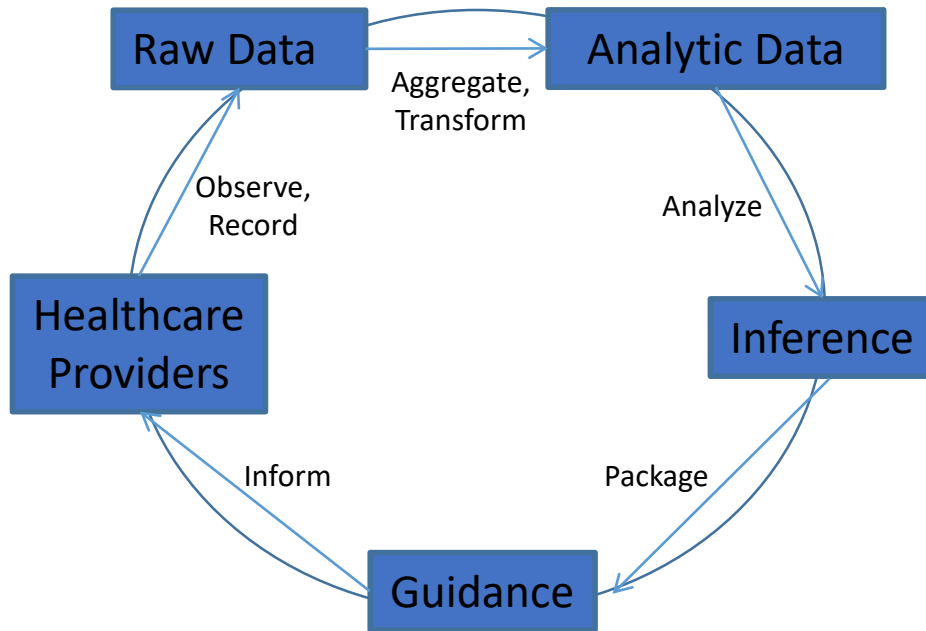 Raw Data
Analytic Data
Aggregate,
Transform
Observe,
Record
Analyze
Healthcare
Providers
Inference
Inform
Package
Guidance